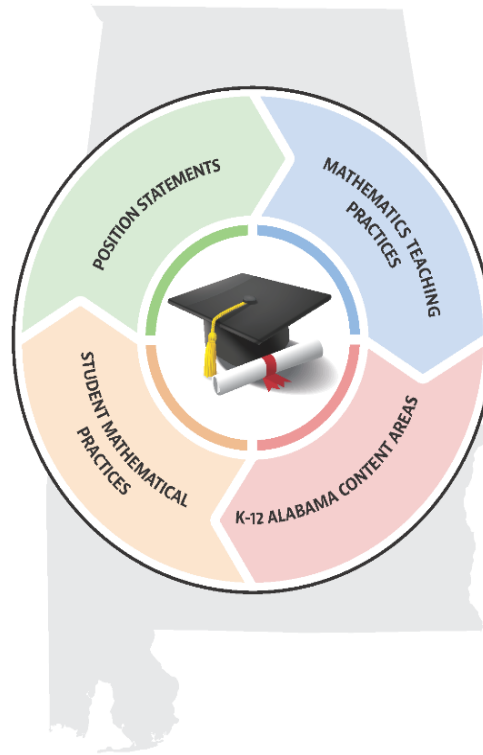 POSITION STATEMENTS
MATHEMATICS TEACHING
PRACTICES
STUDENT MATHEMATICAL
PRACTICES
K-12 ALABAMA CONTENT AREAS